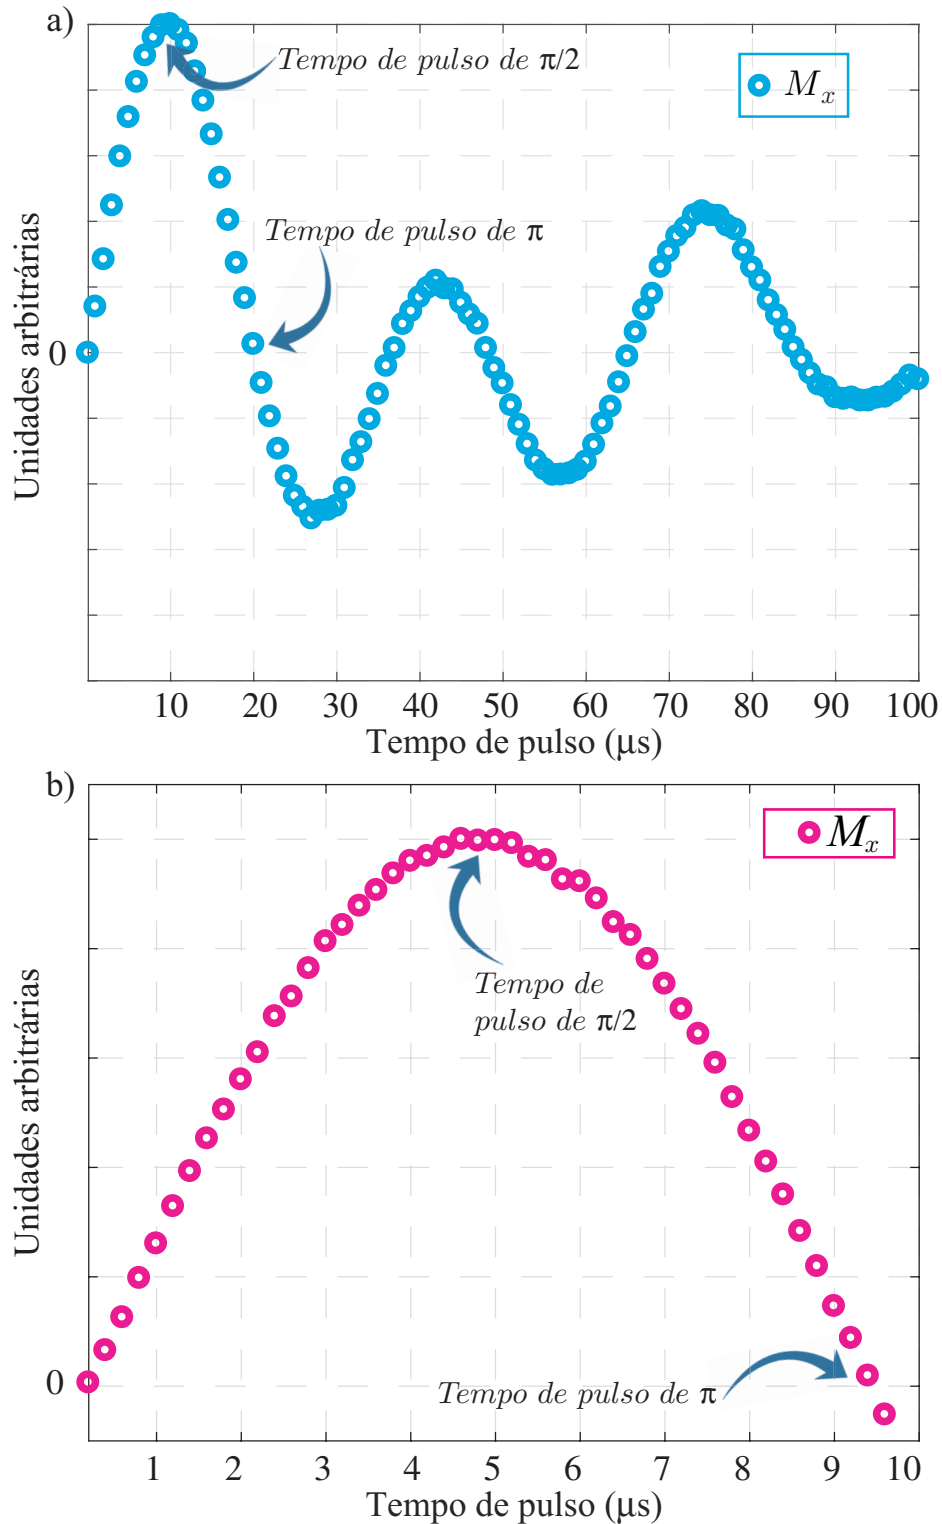 a)
Tempo de pulso de π/2
M_x
Tempo de pulso de π
Unidades arbitrárias
0
10 20 30 40 50 60 70 80 90 100
Tempo de pulso (μs)
b)
M_x
Tempo de
pulso de π/2
Unidades arbitrárias
0
Tempo de pulso de π
1 2 3 4 5 6 7 8 9 10
Tempo de pulso (μs)